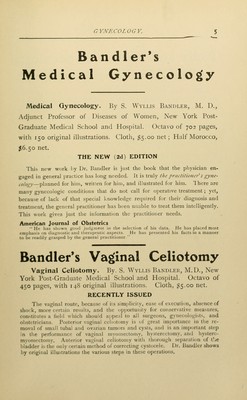 GYNECOLOGY. 5
Bandler's
Medical Gynecology
Medical Gynecology. By S. WYLLIS BANDLER, M. D.,
Adjunct Professor of Diseases of Women, New York Post-
Graduate Medical School and Hospital. Octavo of 702 pages,
with 150 original illustrations. Cloth, $5.00 net; Half Morocco,
$6.50 net.
THE NEW (2d) EDITION
This new work by Dr. Bandler is just the book that the physician en-
gaged in general practice has long needed. It is truly the practitioner's gyne-
cology—planned for him, written for him, and illustrated for him. There are
many gynecologic conditions that do not call for operative treatment; yet,
because of lack of that special knowledge required for their diagnosis and
treatment, the general practitioner has been unable to treat them intelligently.
This work gives just the information the practitioner needs.
American Journal of Obstetrics
"He has shown good judgment in the selection of his data. He has placed most
emphasis on diagnostic and therapeutic aspects. He has presented his facts in a manner
to be readily grasped by the general practitioner."
Bandler's Vaginal Celiotomy
Vaginal Celiotomy. By S. WYLLIS BANDLER, M.D., New
York Post-Graduate Medical School and Hospital. Octavo of
450 pages, with 148 original illustrations. Cloth, $5.00 net.
RECENTLY ISSUED
The vaginal route, because of its simplicity, ease of execution, absence of
shock, more certain results, and the opportunity for conservative measures,
constitutes a field which should appeal to all surgeons, gynecologists, and
obstetricians. Posterior vaginal celiotomy is of great importance in the re-
moval of small tubal and ovarian tumors and cysts, and is an important step
in the performance of vaginal myomectomy, hysterectomy, and hystero-
myomectomy. Anterior vaginal celiotomy with thorough separation of the
bladder is the only certain method of correcting cystocele. Dr. Bandler shows
by original illustrations the various steps in these operations.